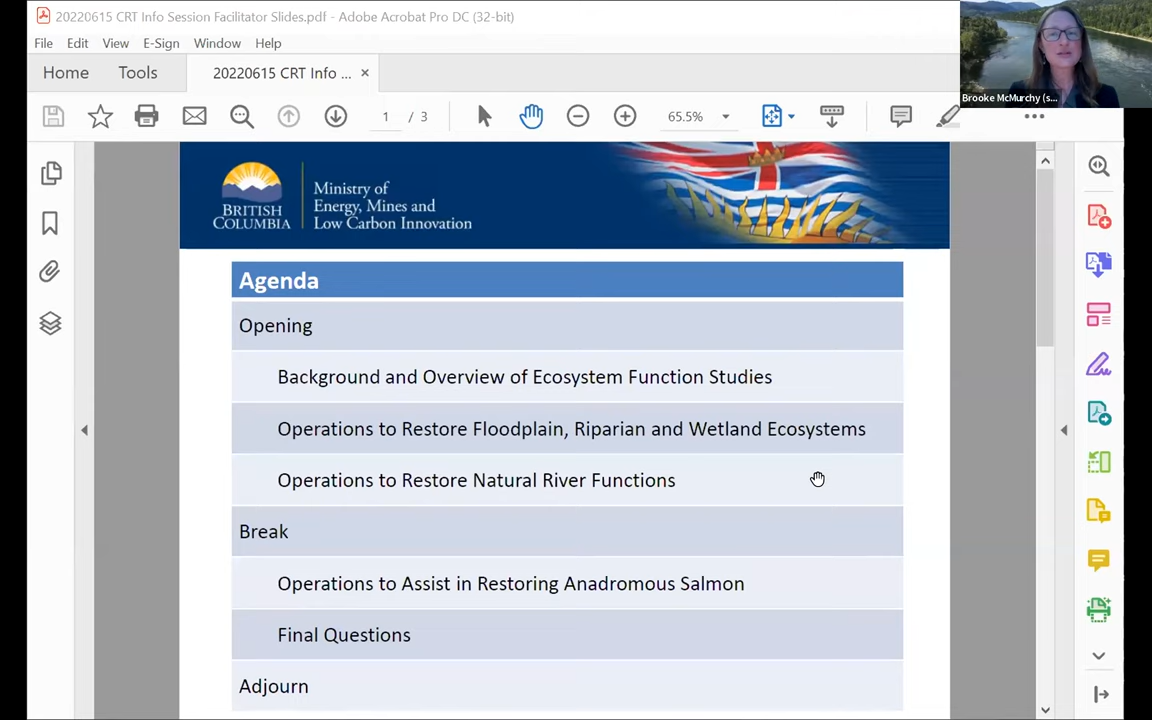 20220615 CRT Info Session Facilitator Slides.pdf - Adobe Acrobat Pro DC (32-bit)
File Edit View E-Sign Window Help
Home Tools 20220615 CRT Info ... ×
1 / 3 65.5%
Brooke McMurchy (s...
BRITISH COLUMBIA
Ministry of
Energy, Mines and
Low Carbon Innovation
Agenda
Opening
Background and Overview of Ecosystem Function Studies
Operations to Restore Floodplain, Riparian and Wetland Ecosystems
Operations to Restore Natural River Functions
Break
Operations to Assist in Restoring Anadromous Salmon
Final Questions
Adjourn